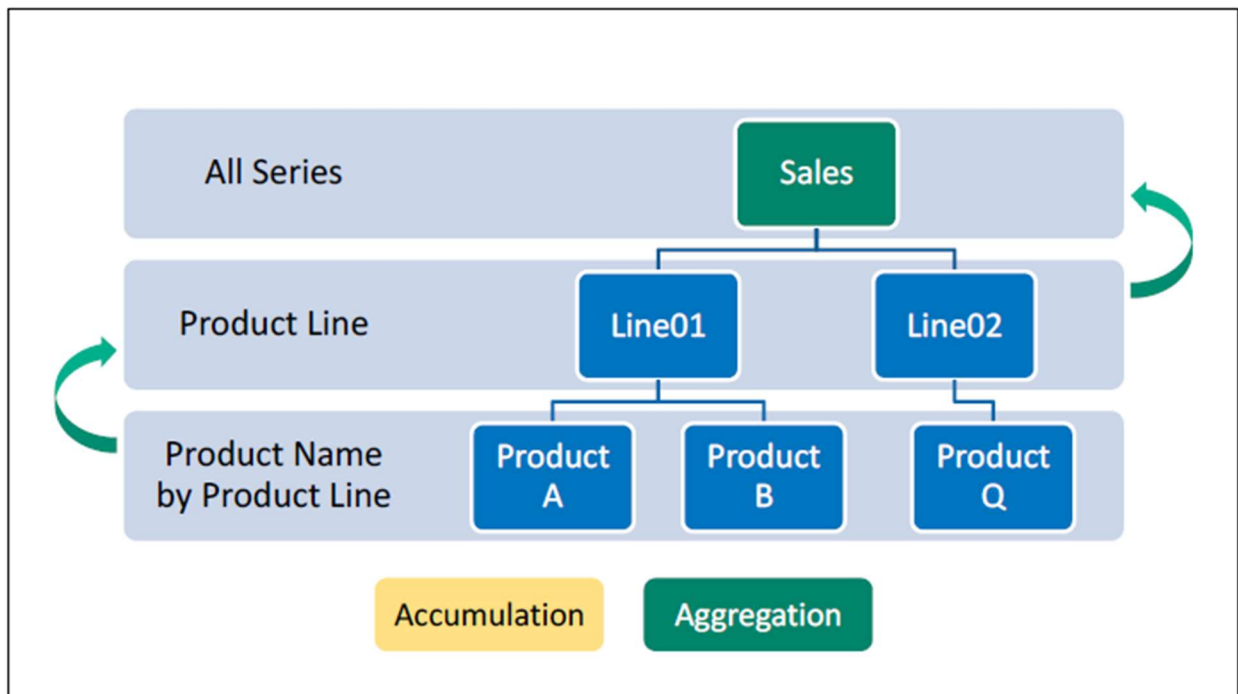 All Series
Sales
Product Line
Line01
Line02
Product Name
by Product Line
Product
A
Product
B
Product
Q
Accumulation
Aggregation